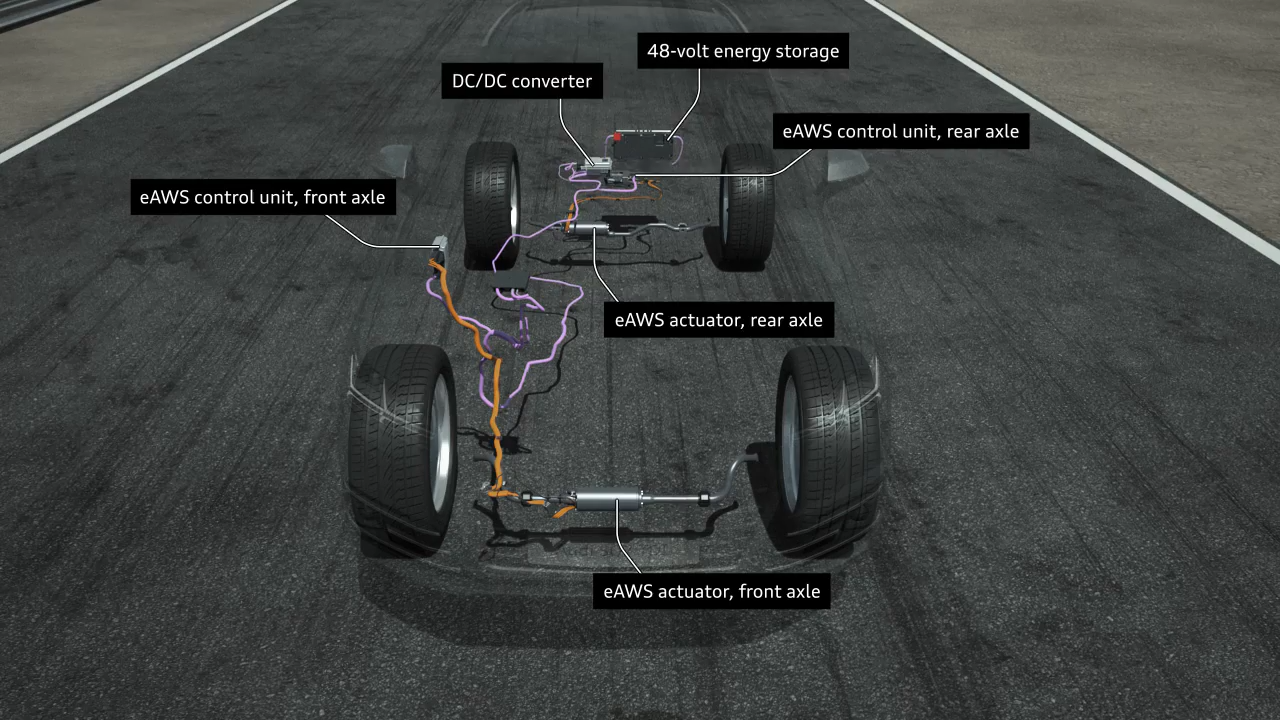 48-volt energy storage
DC/DC converter
eAWS control unit, rear axle
eAWS control unit, front axle
eAWS actuator, rear axle
eAWS actuator, front axle